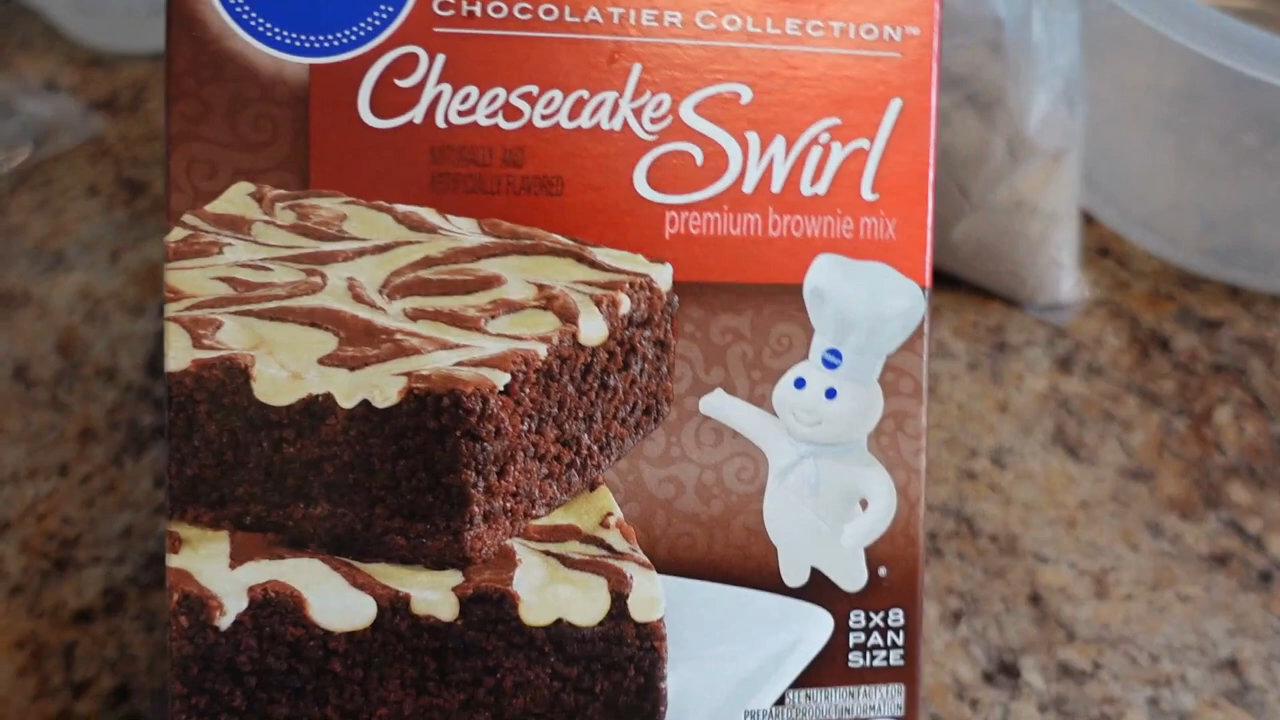 CHOCOLATIER COLLECTION™
Cheesecake
Swirl
NATURALLY AND
ARTIFICIALLY FLAVORED
premium brownie mix
®
8X8
PAN
SIZE
SEE NUTRITION FACTS FOR
PREPARED PRODUCT INFORMATION